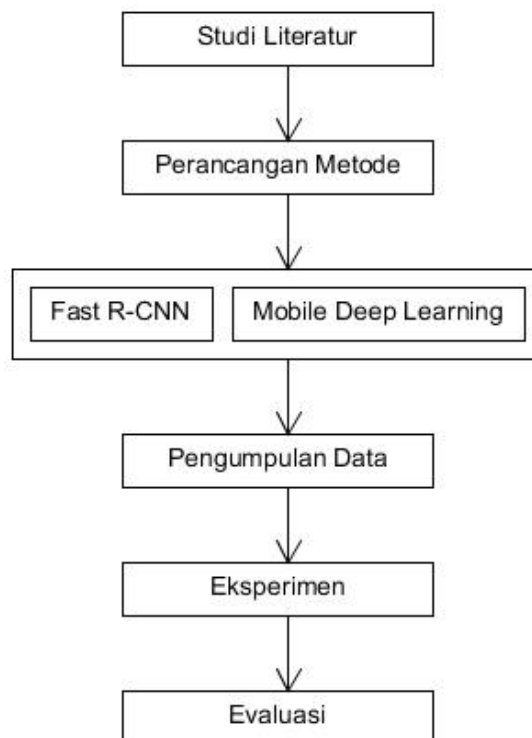 Studi Literatur
Perancangan Metode
Fast R-CNN
Mobile Deep Learning
Pengumpulan Data
Eksperimen
Evaluasi